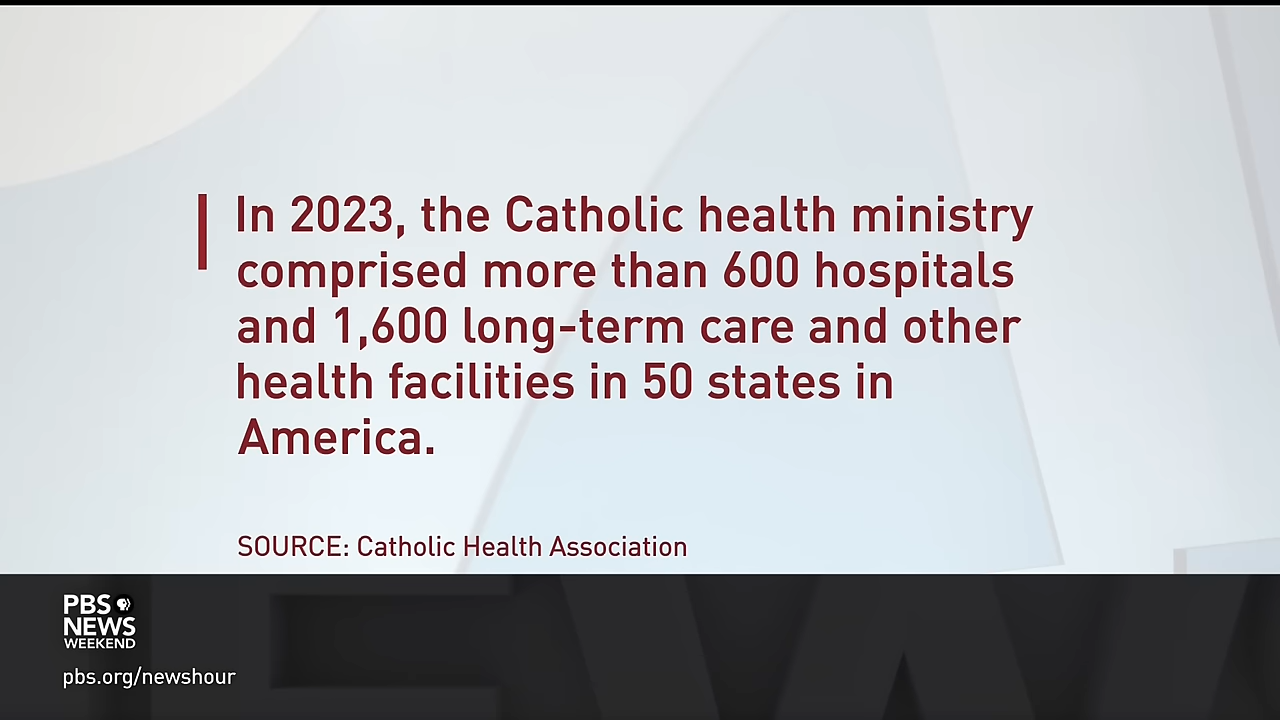 In 2023, the Catholic health ministry
comprised more than 600 hospitals
and 1,600 long-term care and other
health facilities in 50 states in
America.
SOURCE: Catholic Health Association
PBS
NEWS
WEEKEND
pbs.org/newshour